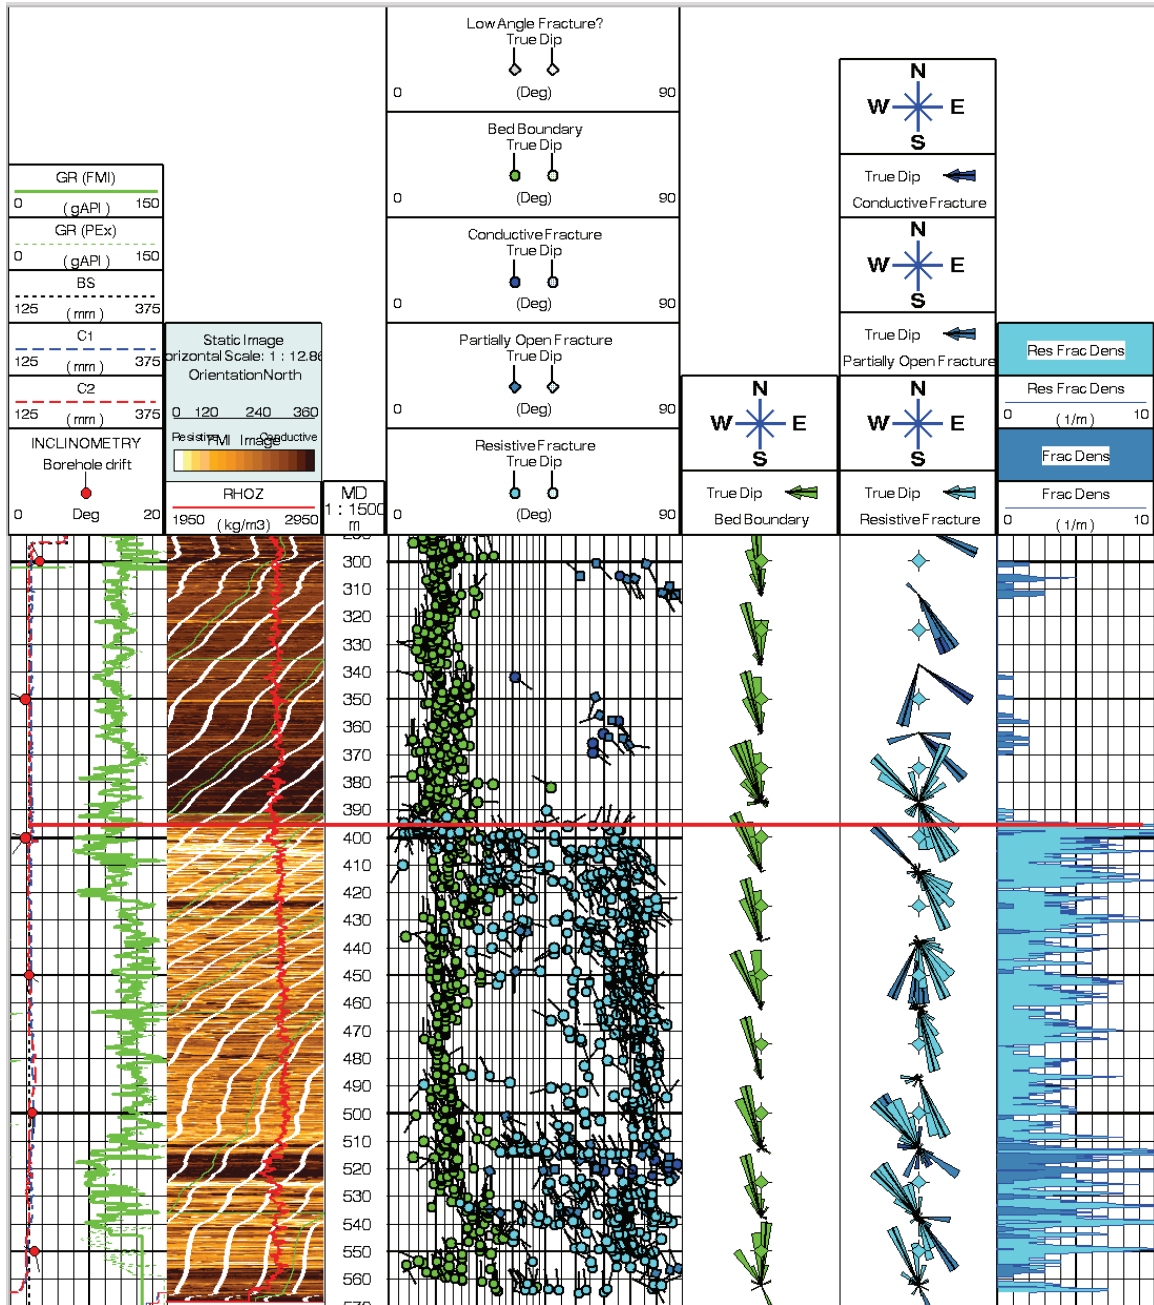 Low Angle Fracture?
True Dip
0 (Deg) 90
Bed Boundary
True Dip
0 (Deg) 90
Conductive Fracture
True Dip
0 (Deg) 90
Partially Open Fracture
True Dip
0 90
Resistive Fracture
True Dip
0 (Deg) 90
GR (FMI)
0 (gAPI) 150
GR (PEx)
0 (gAPI) 150
BS
125 (mm) 375
C1
125 (mm) 375
C2
125 (mm) 375
INCLINOMETRY
Borehole drift
0 Deg 20
Static Image
orizontal Scale: 1 : 12.86
Orientation North
0 120 240 360
Resistive FMI Image Conductive
RHOZ
1950 (kg/m3) 2950
MD
1 : 1500
m
N
W E
S
True Dip
Bed Boundary
N
W E
S
True Dip
Conductive Fracture
N
W E
S
True Dip
Partially Open Fracture
N
W E
S
True Dip
Resistive Fracture
Res Frac Dens
Res Frac Dens
0 10
(1/m)
Frac Dens
Frac Dens
0 10
(1/m)
300
310
320
330
340
350
360
370
380
390
400
410
420
430
440
450
460
470
480
490
500
510
520
530
540
550
560